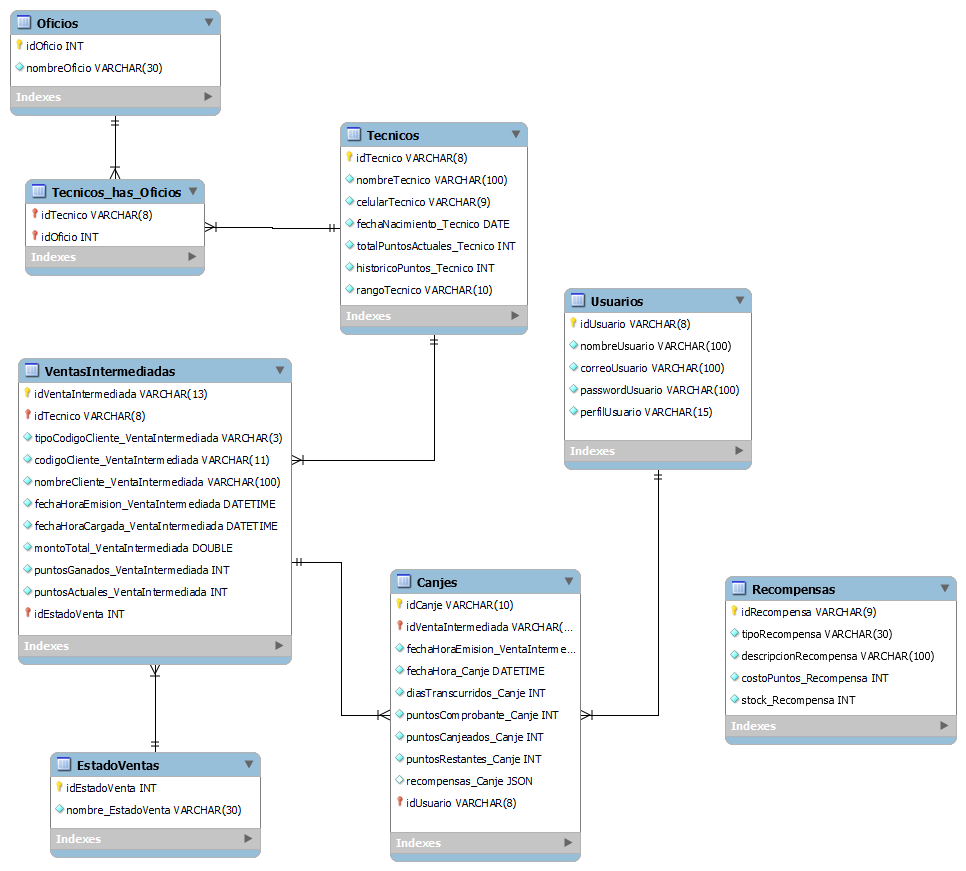 Oficios
idOficio INT
nombreOficio VARCHAR(30)
Indexes
Tecnicos_has_Oficios
idTecnico VARCHAR(8)
idOficio INT
Indexes
Tecnicos
idTecnico VARCHAR(8)
nombreTecnico VARCHAR(100)
celularTecnico VARCHAR(9)
fechaNacimiento_Tecnico DATE
totalPuntosActuales_Tecnico INT
historicoPuntos_Tecnico INT
rangoTecnico VARCHAR(10)
Indexes
Usuarios
idUsuario VARCHAR(8)
nombreUsuario VARCHAR(100)
correoUsuario VARCHAR(100)
passwordUsuario VARCHAR(100)
perfilUsuario VARCHAR(15)
Indexes
VentasIntermediadas
idVentaIntermediada VARCHAR(13)
idTecnico VARCHAR(8)
tipoCodigoCliente_VentaIntermediada VARCHAR(3)
codigoCliente_VentaIntermediada VARCHAR(11)
nombreCliente_VentaIntermediada VARCHAR(100)
fechaHoraEmision_VentaIntermediada DATETIME
fechaHoraCargada_VentaIntermediada DATETIME
montoTotal_VentaIntermediada DOUBLE
puntosGanados_VentaIntermediada INT
puntosActuales_VentaIntermediada INT
idEstadoVenta INT
Indexes
Canjes
idCanje VARCHAR(10)
idVentaIntermediada VARCHAR(...
fechaHoraEmision_VentaInterme...
fechaHora_Canje DATETIME
diasTranscurridos_Canje INT
puntosComprobante_Canje INT
puntosCanjeados_Canje INT
puntosRestantes_Canje INT
recompensas_Canje JSON
idUsuario VARCHAR(8)
Indexes
Recompensas
idRecompensa VARCHAR(9)
tipoRecompensa VARCHAR(30)
descripcionRecompensa VARCHAR(100)
costoPuntos_Recompensa INT
stock_Recompensa INT
Indexes
EstadoVentas
idEstadoVenta INT
nombre_EstadoVenta VARCHAR(30)
Indexes